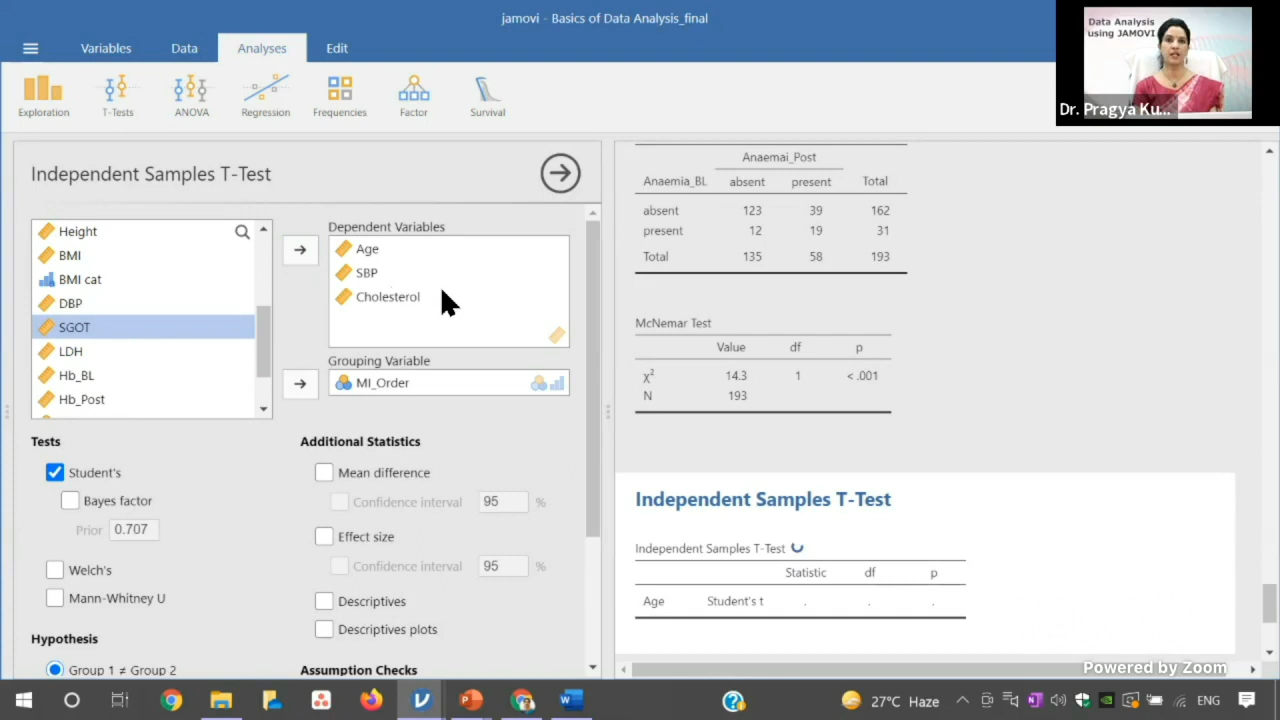 jamovi - Basics of Data Analysis_final
Data Analysis
using JAMOVI
Dr. Pragya Ku...
Variables
Data
Analyses
Edit
Exploration
T-Tests
ANOVA
Regression
Frequencies
Factor
Survival
Independent Samples T-Test
Height
BMI
BMI cat
DBP
SGOT
LDH
Hb_BL
Hb_Post
Dependent Variables
Age
SBP
Cholesterol
Grouping Variable
MI_Order
Tests
Student's
Bayes factor
Prior 0.707
Welch's
Mann-Whitney U
Hypothesis
Group 1 ≠ Group 2
Additional Statistics
Mean difference
Confidence interval 95 %
Effect size
Confidence interval 95 %
Descriptives
Descriptives plots
Assumption Checks
Anaemai_Post
Anaemia_BL absent present Total
absent 123 39 162
present 12 19 31
Total 135 58 193
McNemar Test
Value df p
χ² 14.3 1 < .001
N 193
Independent Samples T-Test
Independent Samples T-Test
Statistic df p
Age Student's t . . .
Powered by Zoom
27°C Haze
ENG